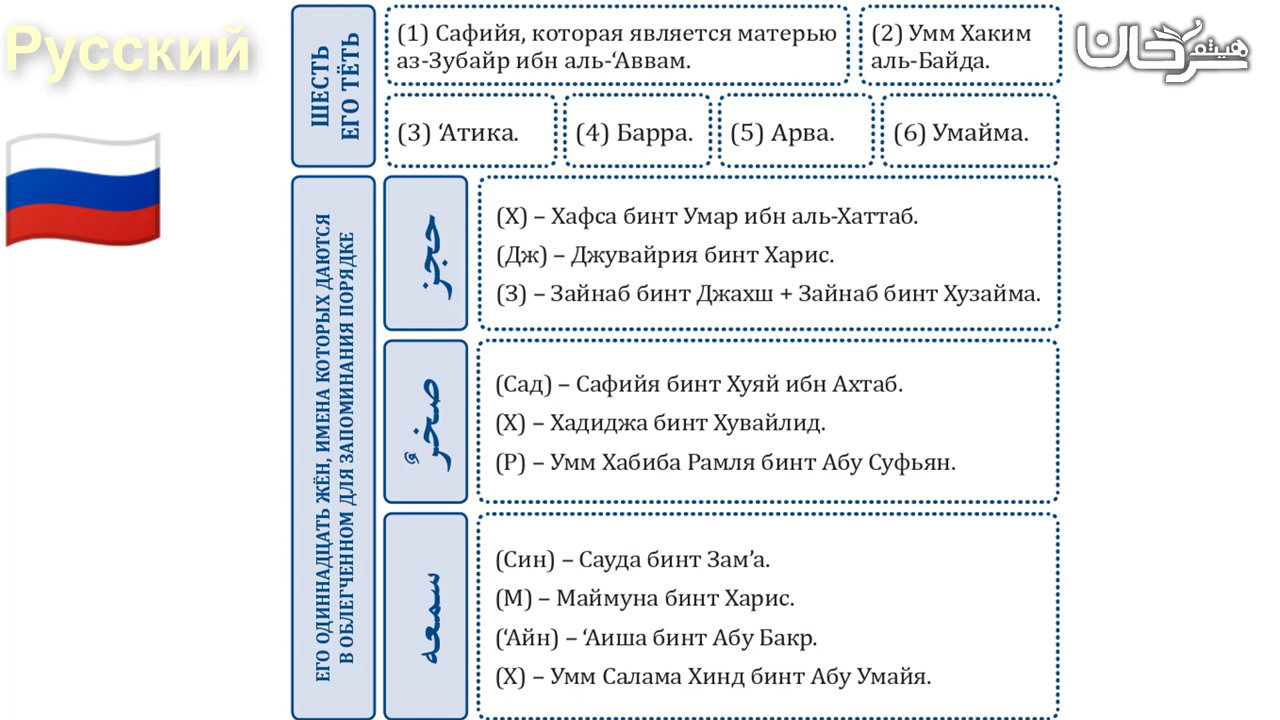 Русский
ШЕСТЬ
ЕГО ТЁТЬ
(1) Сафийя, которая является матерью
аз-Зубайр ибн аль-‘Аввам.
(2) Умм Хаким
аль-Байда.
(3) ‘Атика.
(4) Барра.
(5) Арва.
(6) Умайма.
ЕГО ОДИННАДЦАТЬ ЖЁН, ИМЕНА КОТОРЫХ ДАЮТСЯ
В ОБЛЕГЧЕННОМ ДЛЯ ЗАПОМИНАНИЯ ПОРЯДКЕ
حجز
(Х) – Хафса бинт Умар ибн аль-Хаттаб.
(Дж) – Джувайрия бинт Харис.
(З) – Зайнаб бинт Джахш + Зайнаб бинт Хузайма.
صخرٌ
(Сад) – Сафийя бинт Хуяй ибн Ахтаб.
(Х) – Хадиджа бинт Хувайлид.
(Р) – Умм Хабиба Рамля бинт Абу Суфьян.
سمعه
(Син) – Сауда бинт Зам’а.
(М) – Маймуна бинт Харис.
(‘Айн) – ‘Аиша бинт Абу Бакр.
(Х) – Умм Салама Хинд бинт Абу Умайя.
هيثم
سرحان